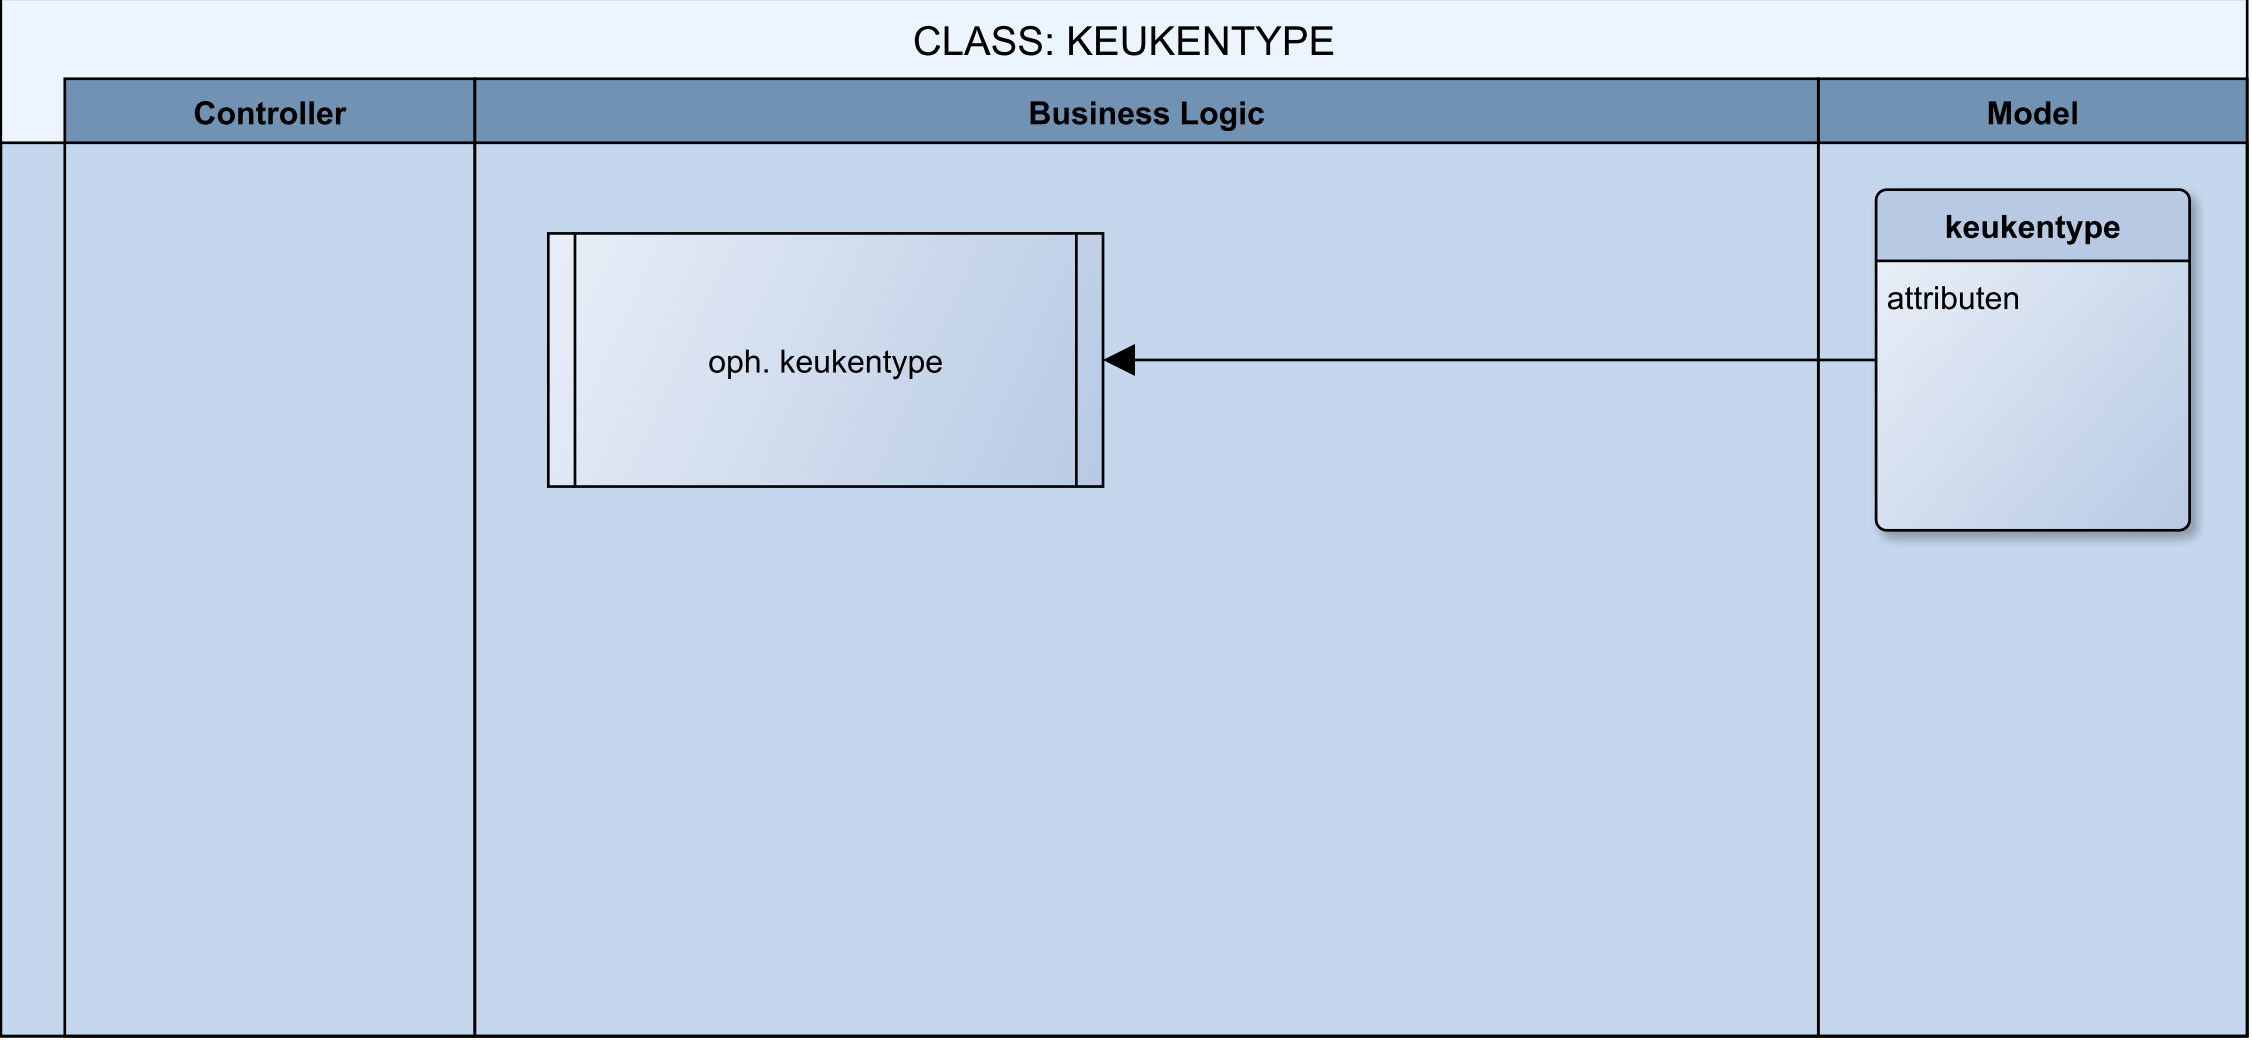 CLASS: KEUKENTYPE
Controller
Business Logic
Model
keukentype
attributen
oph. keukentype